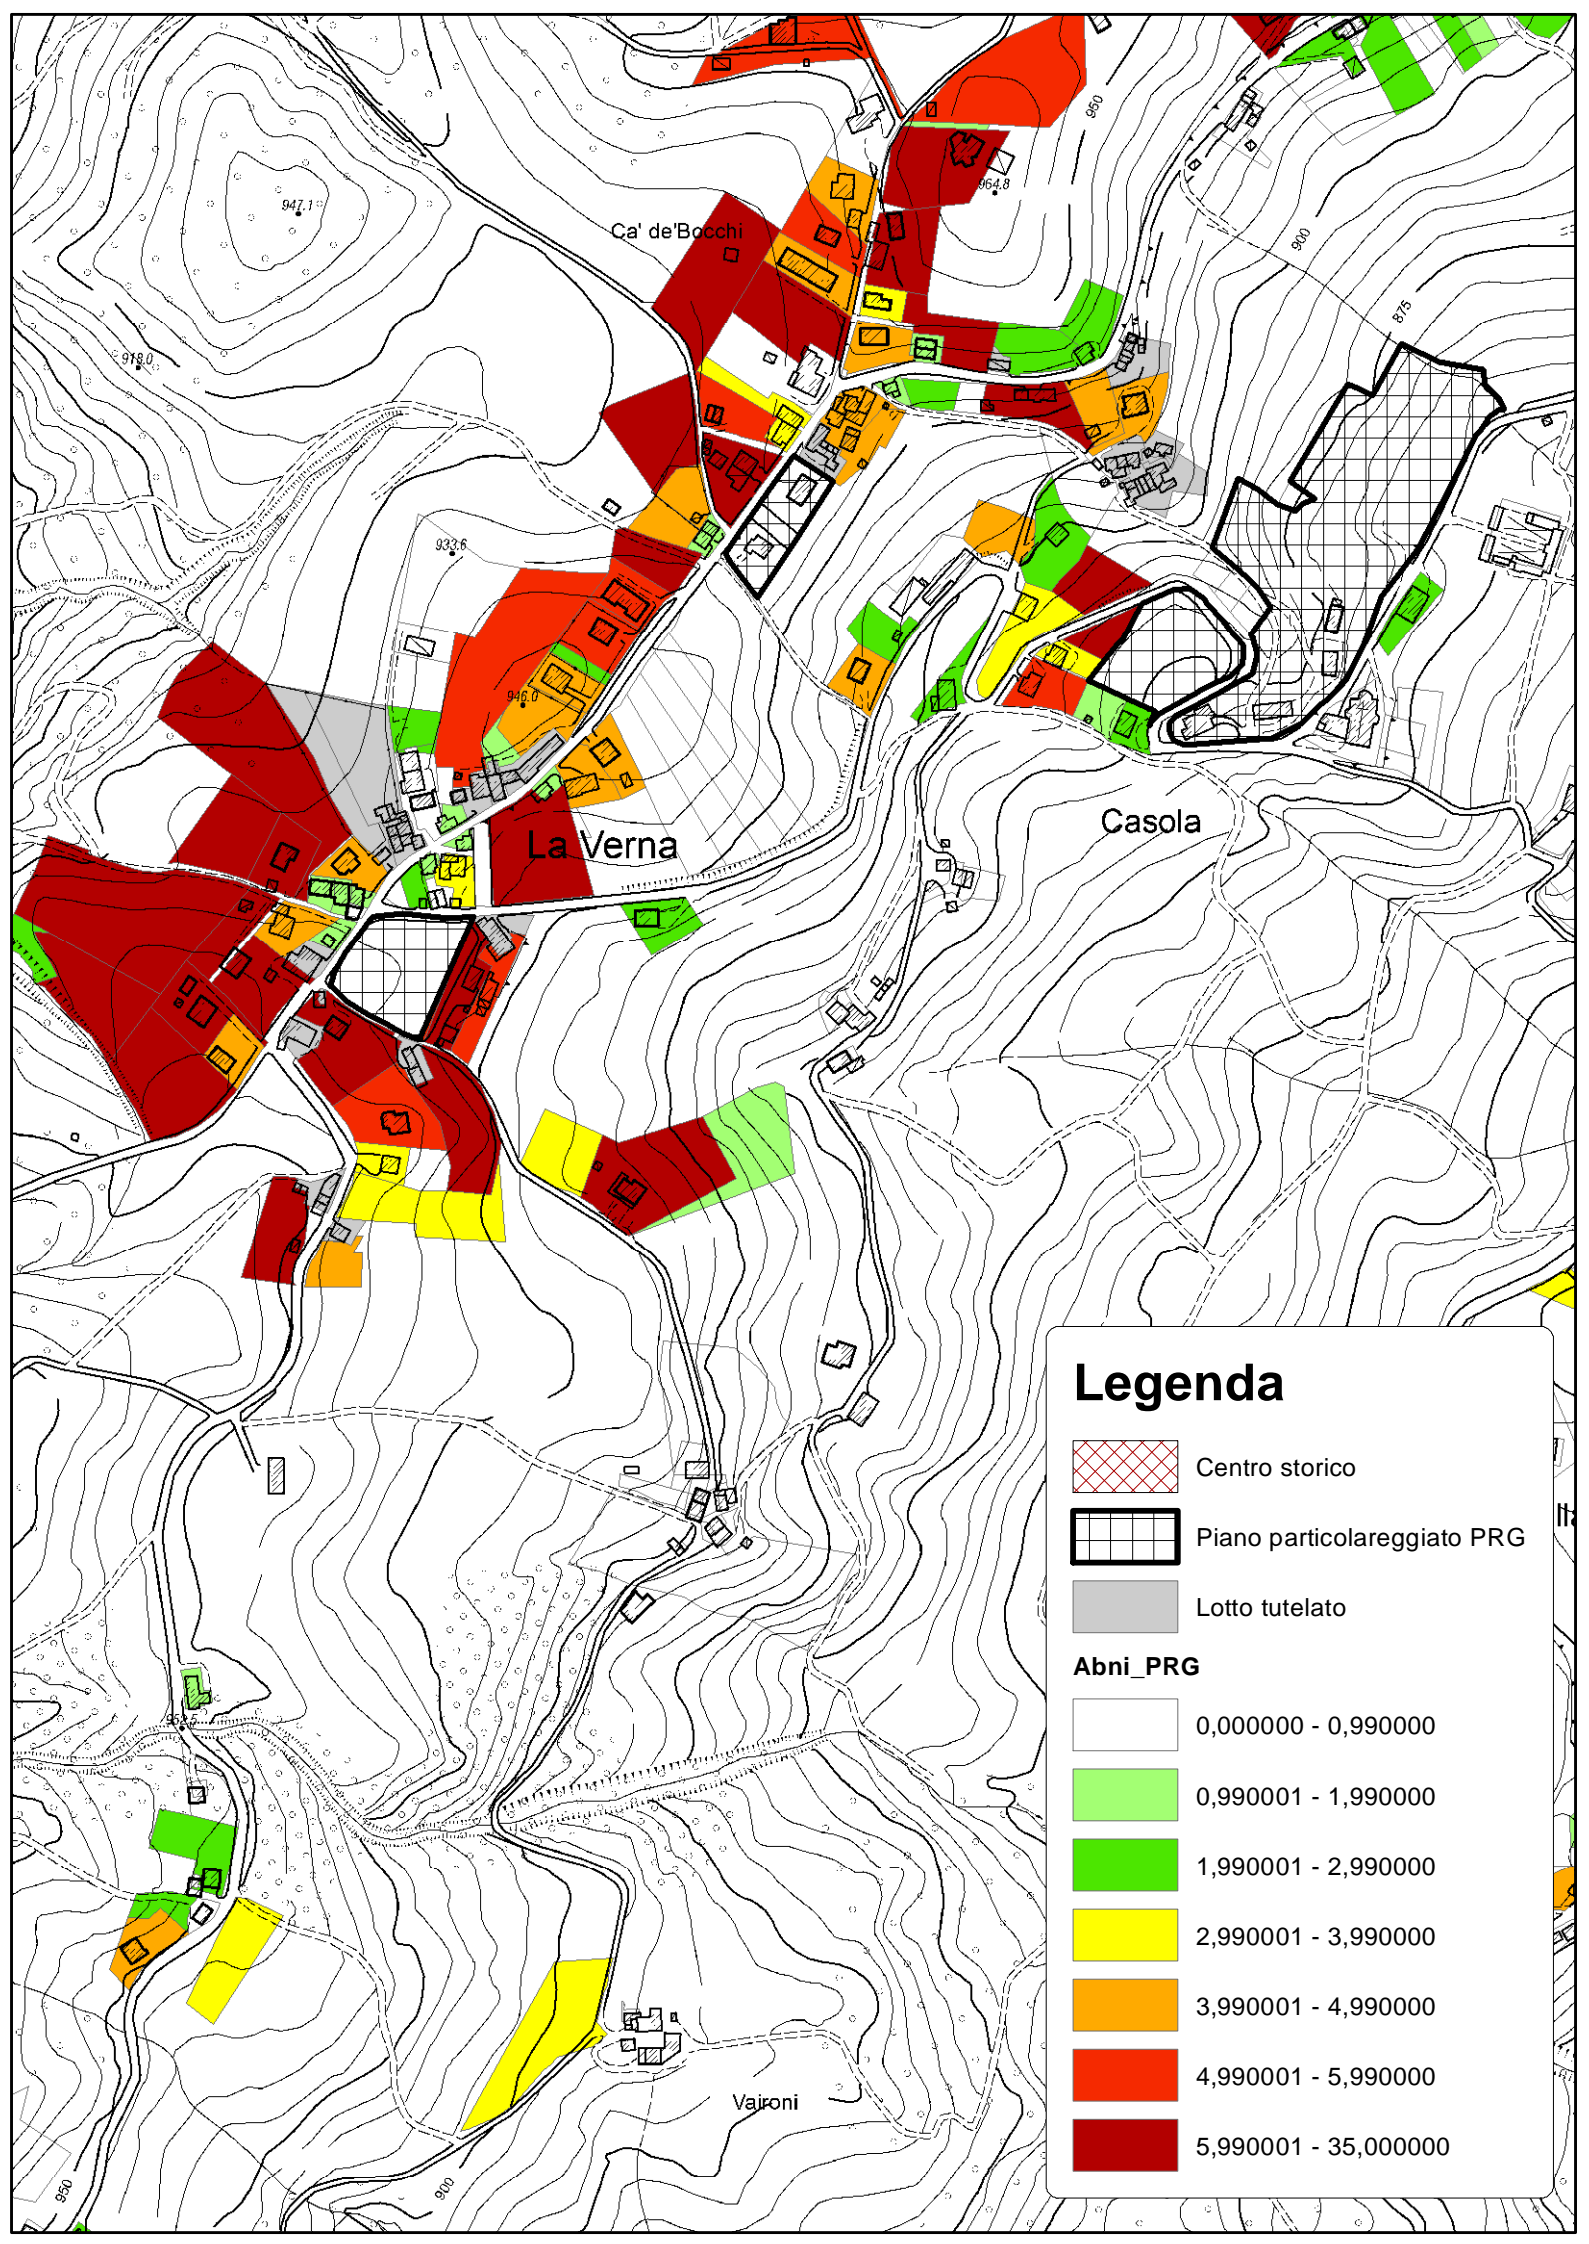 950
964.8
947.1
Ca' de'Bocchi
900
875
918.0
933.6
946.0
La Verna
Casola
Legenda
Centro storico
Piano particolareggiato PRG
Lotto tutelato
Abni_PRG
0,000000 - 0,990000
0,990001 - 1,990000
1,990001 - 2,990000
2,990001 - 3,990000
3,990001 - 4,990000
4,990001 - 5,990000
5,990001 - 35,000000
952.5
Vaironi
950
900